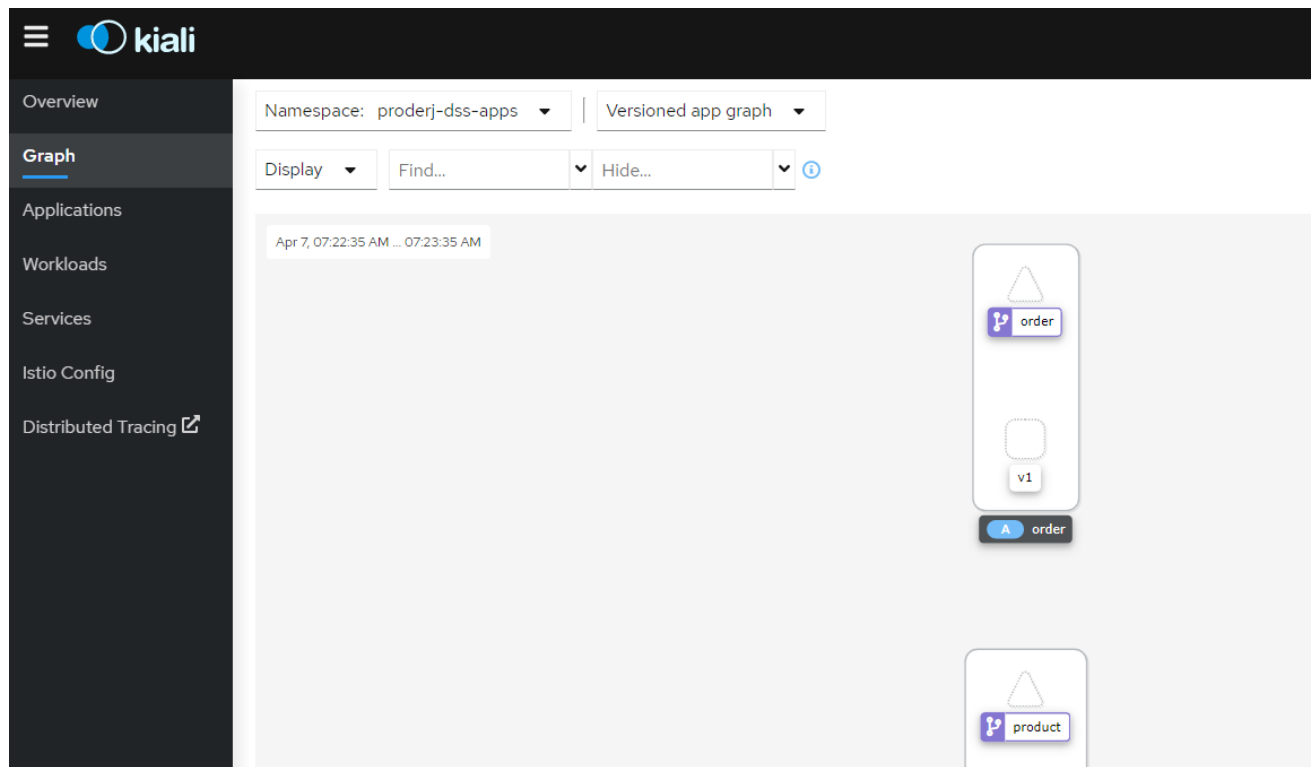 kiali
Overview
Graph
Applications
Workloads
Services
Istio Config
Distributed Tracing
Namespace: proderj-dss-apps
Versioned app graph
Display
Find...
Hide...
Apr 7, 07:22:35 AM ... 07:23:35 AM
order
v1
A order
product